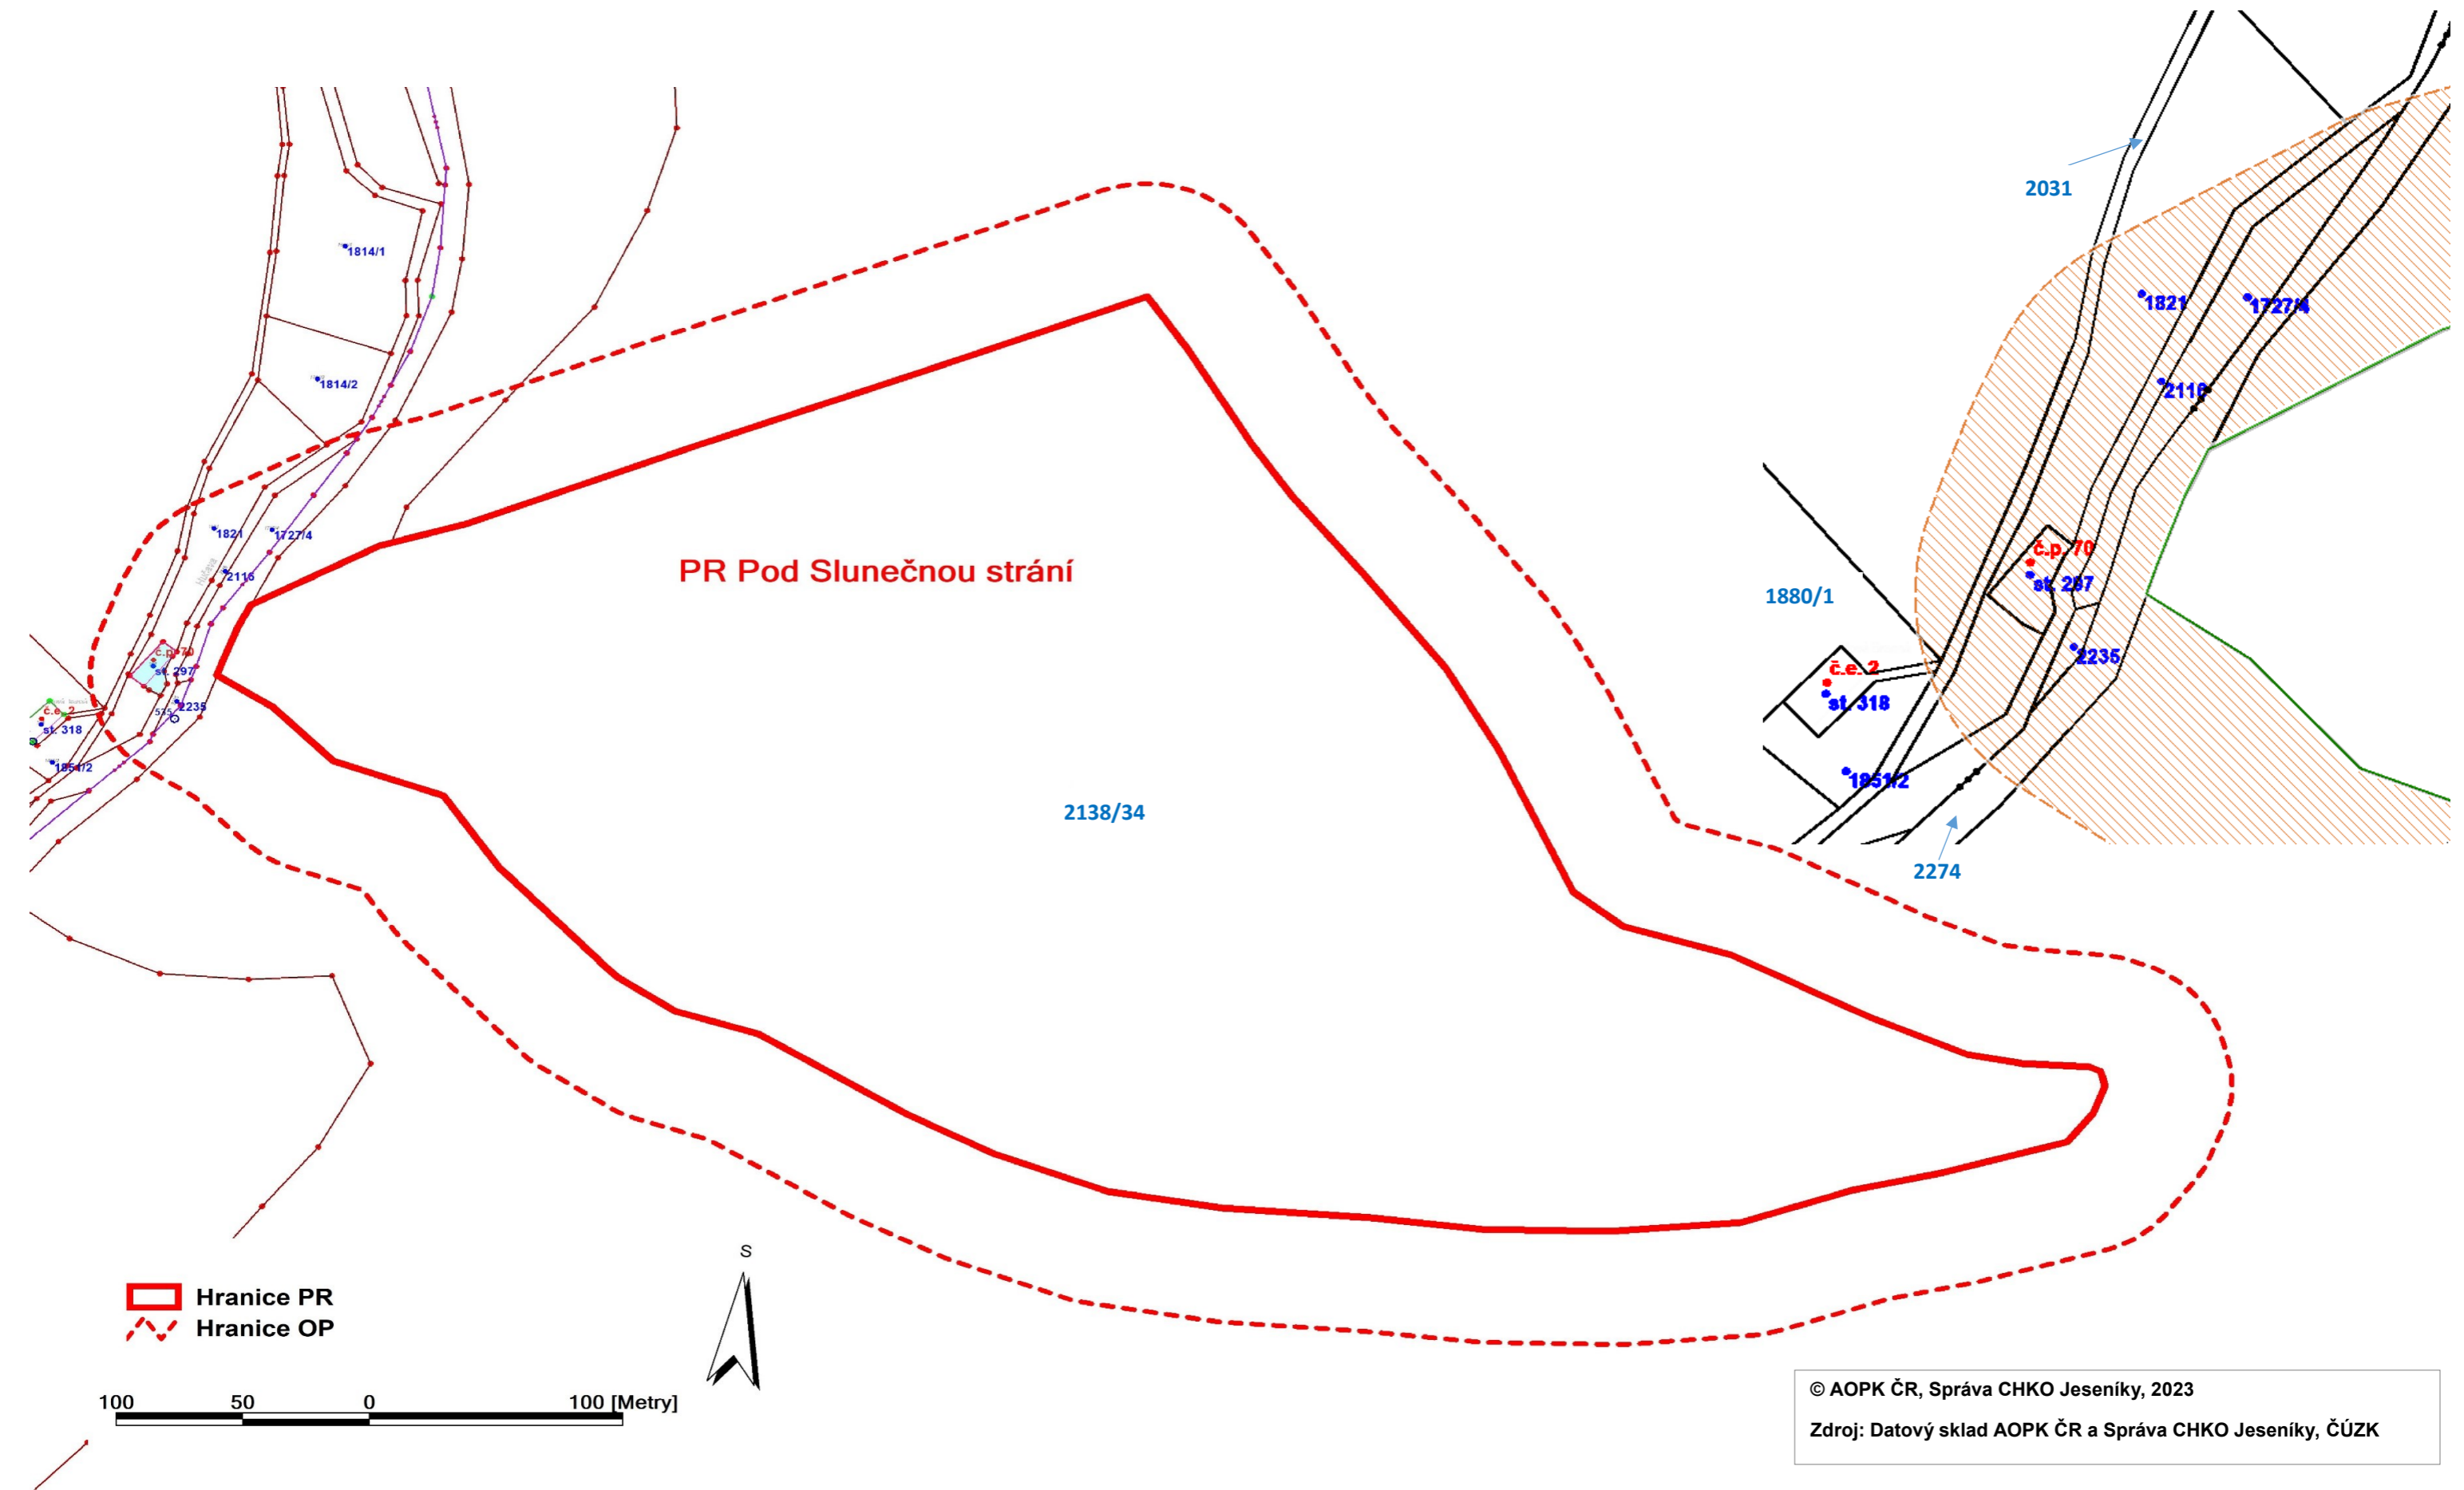 2031
1814/1
1821
1727/4
1814/2
2116
1821
1727/4
č.p. 70
PR Pod Slunečnou strání
2116
st. 297
1880/1
č.p. 70
2235
st. 297
č.e. 2
st. 318
2235
č.e. 2
535
st. 318
1851/2
1851/2
2138/34
2274
S
Hranice PR
Hranice OP
100 50 0 100 [Metry]
© AOPK ČR, Správa CHKO Jeseníky, 2023
Zdroj: Datový sklad AOPK ČR a Správa CHKO Jeseníky, ČÚZK